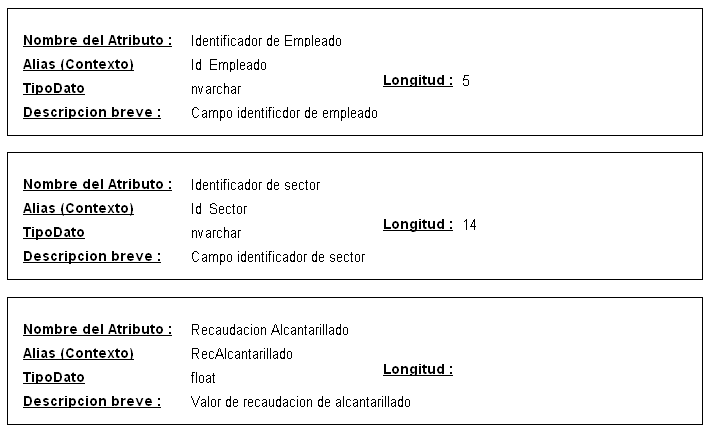 Nombre del Atributo : Identificador de Empleado
Alias (Contexto) Id Empleado
TipoDato nvarchar Longitud : 5
Descripcion breve : Campo identificdor de empleado
Nombre del Atributo : Identificador de sector
Alias (Contexto) Id Sector
TipoDato nvarchar Longitud : 14
Descripcion breve : Campo identificador de sector
Nombre del Atributo : Recaudacion Alcantarillado
Alias (Contexto) RecAlcantarillado
TipoDato float Longitud :
Descripcion breve : Valor de recaudacion de alcantarillado